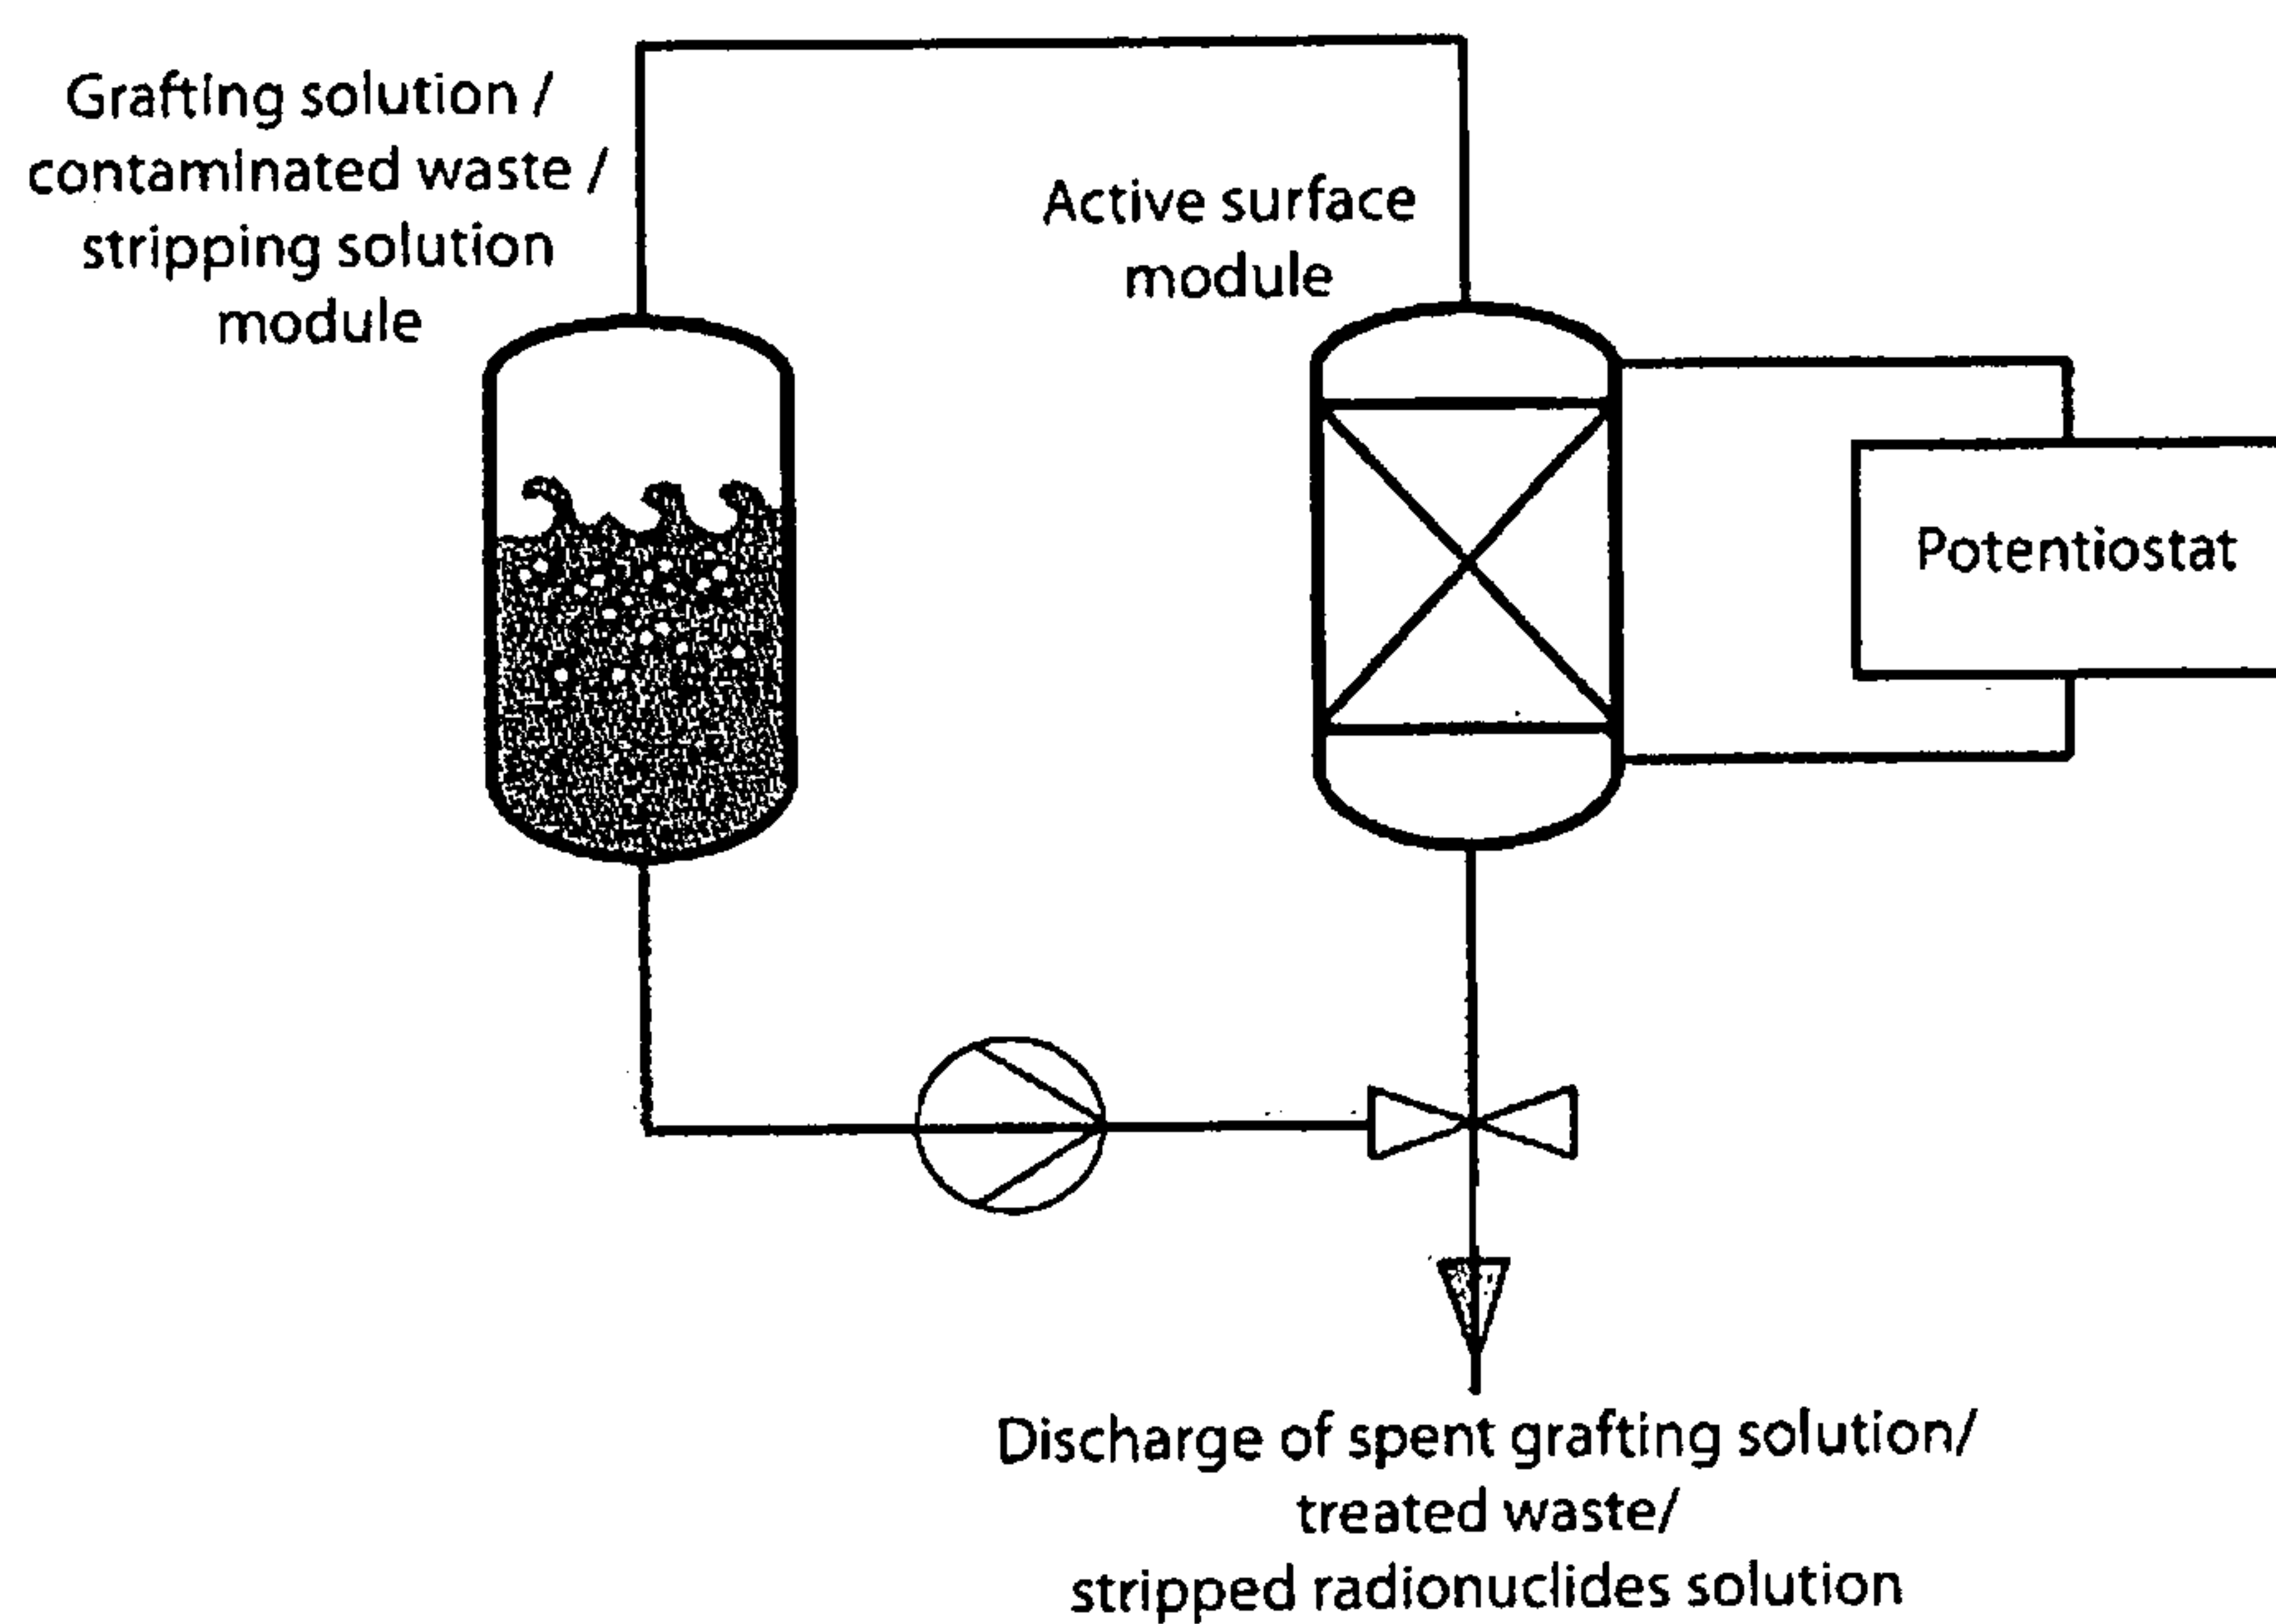 Grafting solution /
contaminated waste /
stripping solution
module
Active surface
module
Potentiostat
Discharge of spent grafting solution/
treated waste/
stripped radionuclides solution